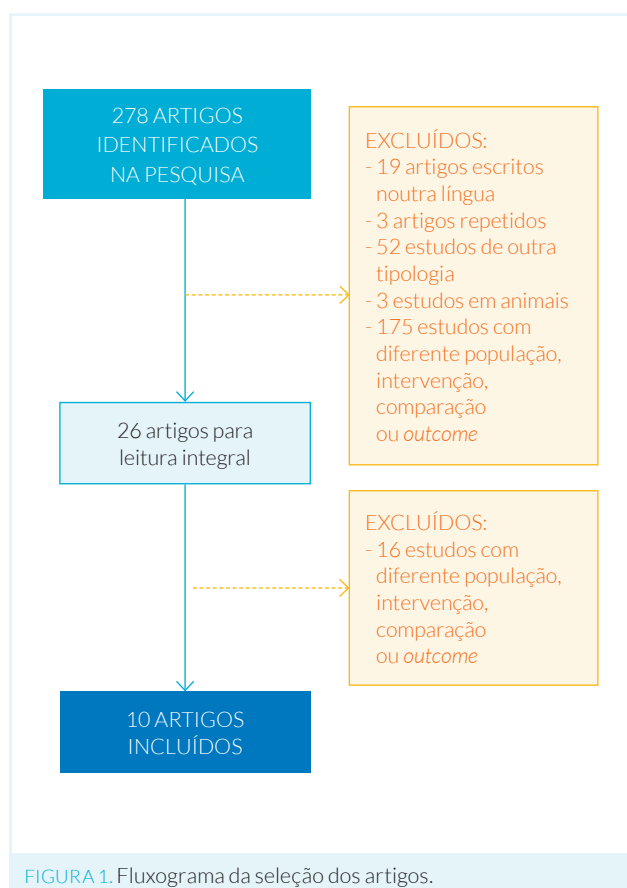 278 ARTIGOS
IDENTIFICADOS
NA PESQUISA
EXCLUÍDOS:
- 19 artigos escritos
noutra língua
- 3 artigos repetidos
- 52 estudos de outra
tipologia
- 3 estudos em animais
- 175 estudos com
diferente população,
intervenção,
comparação
ou outcome
26 artigos para
leitura integral
EXCLUÍDOS:
- 16 estudos com
diferente população,
intervenção,
comparação
ou outcome
10 ARTIGOS
INCLUÍDOS
FIGURA 1. Fluxograma da seleção dos artigos.